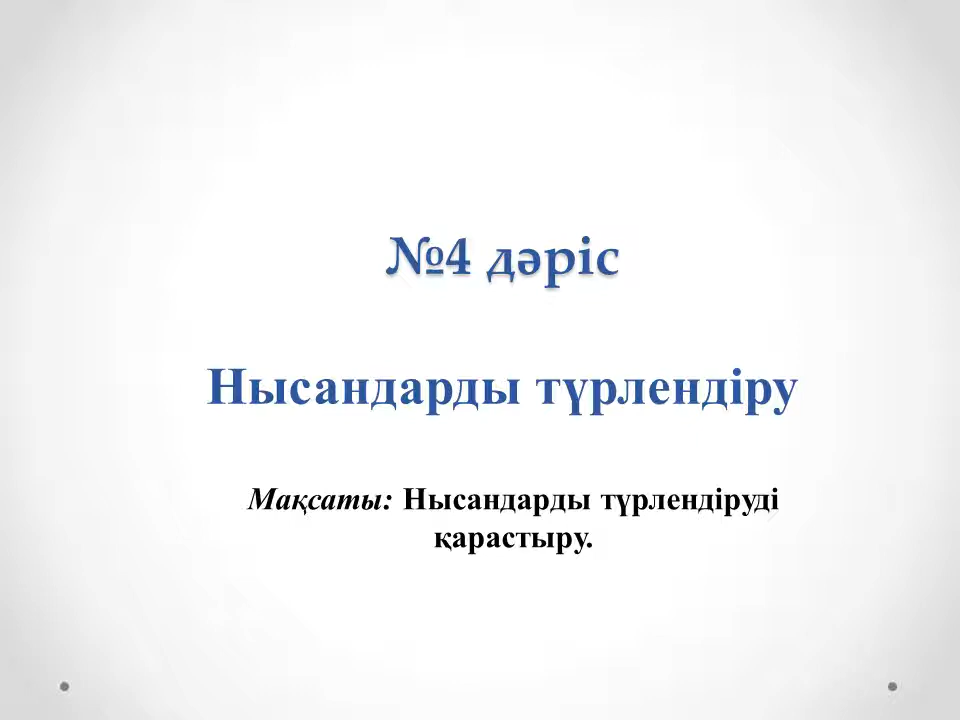 №4 дәріс
Нысандарды түрлендіру
Мақсаты: Нысандарды түрлендіруді
қарастыру.